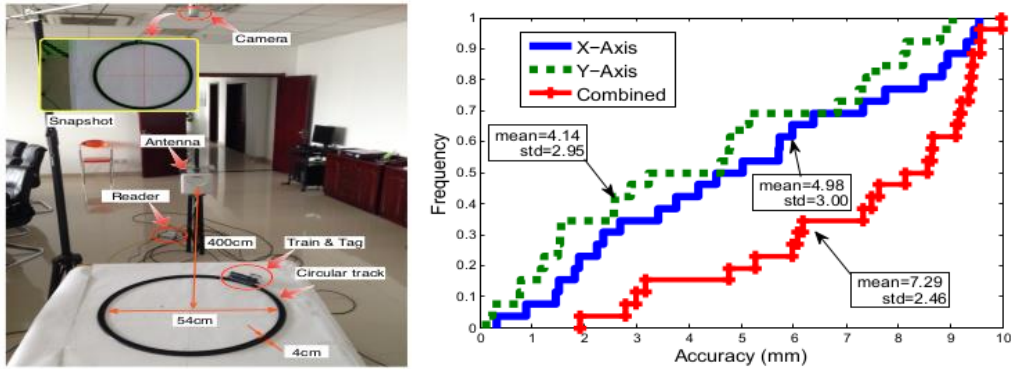 Camera
Snapshot
Antenna
Reader
400cm
Train & Tag
Circular track
54cm
4cm
1
0.9
0.8
0.7
0.6
0.5
0.4
0.3
0.2
0.1
0
Frequency
X-Axis
Y-Axis
Combined
mean=4.14
std=2.95
mean=4.98
std=3.00
mean=7.29
std=2.46
0 1 2 3 4 5 6 7 8 9 10
Accuracy (mm)